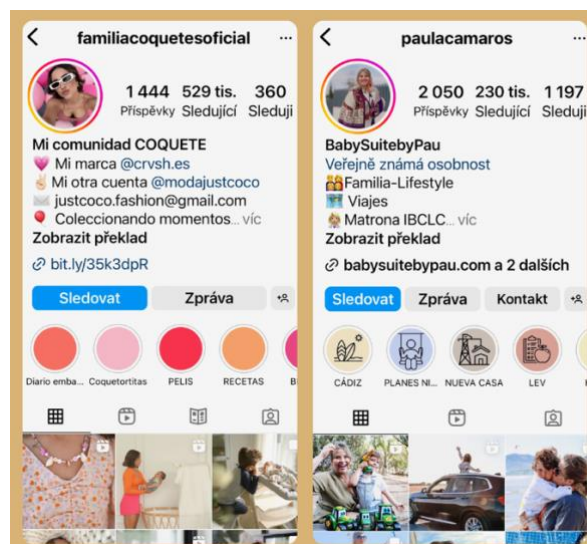 familiacoquetesoficial
...
1 444 529 tis. 360
Příspěvky Sledující Sleduji
Mi comunidad COQUETE
Mi marca @crvsh.es
Mi otra cuenta @modajustcoco
justcoco.fashion@gmail.com
Coleccionando momentos... víc
Zobrazit překlad
bit.ly/35k3dpR
Sledovat Zpráva
Diario emba... Coquetortitas PELIS RECETAS B
paulacamaros
...
2 050 230 tis. 1 197
Příspěvky Sledující Sleduji
BabySuitebyPau
Veřejně známá osobnost
Familia-Lifestyle
Viajes
Matrona IBCLC... víc
Zobrazit překlad
babysuitebypau.com a 2 dalších
Sledovat Zpráva Kontakt
CÁDIZ PLANES NI... NUEVA CASA LEV